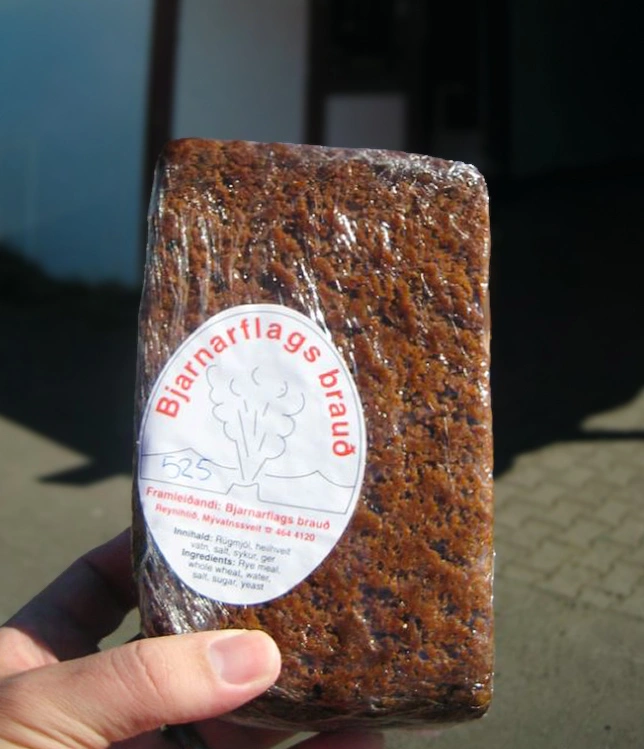 Bjarnarflags brauð
525
Framleiðandi: Bjarnarflags brauð
Reynihlíð, Mývatnssveit ☎ 464 4120
Innihald: Rúgmjöl, heilhveiti
vatn, salt, sykur, ger
Ingredients: Rye meal,
whole wheat, water,
salt, sugar, yeast